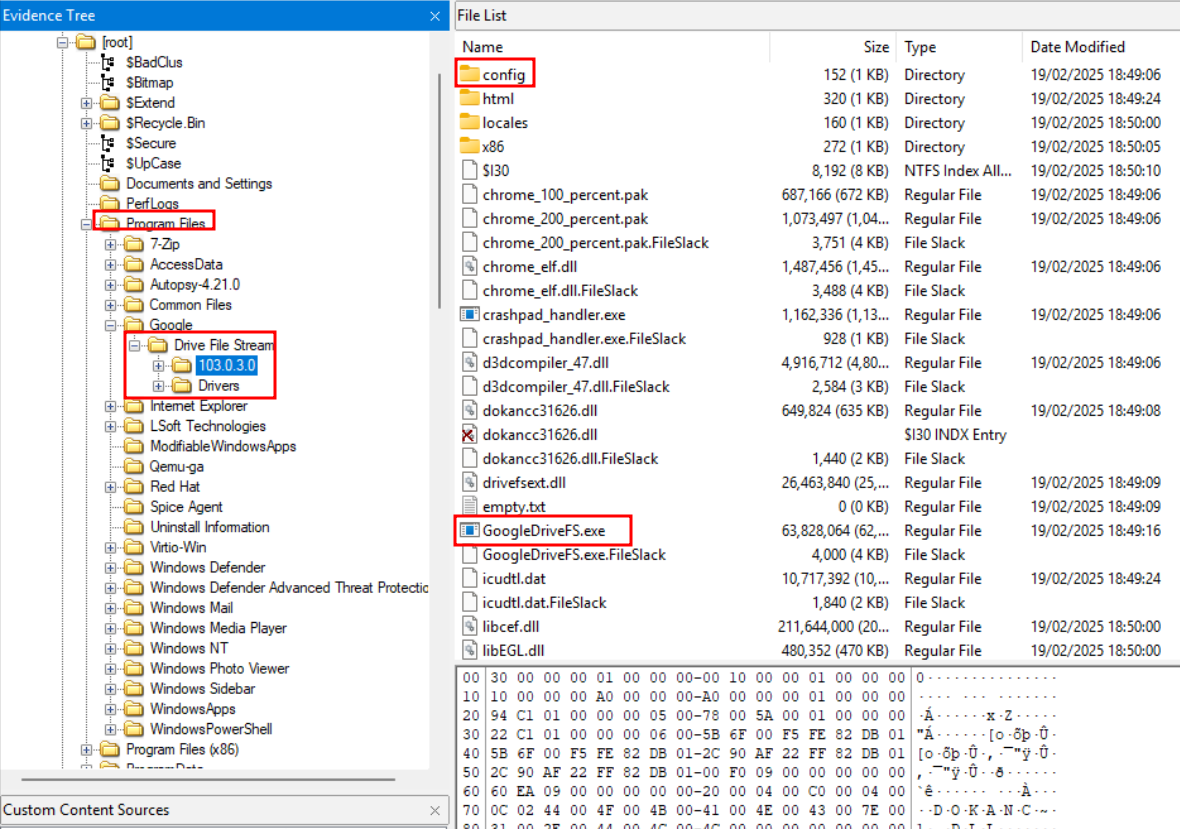 Evidence Tree
[root]
$BadClus
$Bitmap
$Extend
$Recycle.Bin
$Secure
$UpCase
Documents and Settings
PerfLogs
Program Files
7-Zip
AccessData
Autopsy-4.21.0
Common Files
Google
Drive File Stream
103.0.3.0
Drivers
Internet Explorer
LSoft Technologies
ModifiableWindowsApps
Qemu-ga
Red Hat
Spice Agent
Uninstall Information
Virtio-Win
Windows Defender
Windows Defender Advanced Threat Protectic
Windows Mail
Windows Media Player
Windows NT
Windows Photo Viewer
Windows Sidebar
WindowsApps
WindowsPowerShell
Program Files (x86)
ProgramData
Custom Content Sources
File List
Name Size Type Date Modified
config 152 (1 KB) Directory 19/02/2025 18:49:06
html 320 (1 KB) Directory 19/02/2025 18:49:24
locales 160 (1 KB) Directory 19/02/2025 18:50:00
x86 272 (1 KB) Directory 19/02/2025 18:50:05
$I30 8,192 (8 KB) NTFS Index All... 19/02/2025 18:50:10
chrome_100_percent.pak 687,166 (672 KB) Regular File 19/02/2025 18:49:06
chrome_200_percent.pak 1,073,497 (1,04... Regular File 19/02/2025 18:49:06
chrome_200_percent.pak.FileSlack 3,751 (4 KB) File Slack
chrome_elf.dll 1,487,456 (1,45... Regular File 19/02/2025 18:49:06
chrome_elf.dll.FileSlack 3,488 (4 KB) File Slack
crashpad_handler.exe 1,162,336 (1,13... Regular File 19/02/2025 18:49:06
crashpad_handler.exe.FileSlack 928 (1 KB) File Slack
d3dcompiler_47.dll 4,916,712 (4,80... Regular File 19/02/2025 18:49:06
d3dcompiler_47.dll.FileSlack 2,584 (3 KB) File Slack
dokancc31626.dll 649,824 (635 KB) Regular File 19/02/2025 18:49:08
dokancc31626.dll $I30 INDX Entry
dokancc31626.dll.FileSlack 1,440 (2 KB) File Slack
drivefsext.dll 26,463,840 (25,... Regular File 19/02/2025 18:49:09
empty.txt 0 (0 KB) Regular File 19/02/2025 18:49:09
GoogleDriveFS.exe 63,828,064 (62,... Regular File 19/02/2025 18:49:16
GoogleDriveFS.exe.FileSlack 4,000 (4 KB) File Slack
icudtl.dat 10,717,392 (10,... Regular File 19/02/2025 18:49:24
icudtl.dat.FileSlack 1,840 (2 KB) File Slack
libcef.dll 211,644,000 (20... Regular File 19/02/2025 18:50:00
libEGL.dll 480,352 (470 KB) Regular File 19/02/2025 18:50:00
00 30 00 00 00 01 00 00 00-00 10 00 00 01 00 00 00 0···············
10 10 00 00 00 A0 00 00 00-A0 00 00 00 01 00 00 00 ···· ··· ·······
20 94 C1 01 00 00 00 05 00-78 00 5A 00 01 00 00 00 ·Á······x·Z·····
30 22 C1 01 00 00 00 06 00-5B 6F 00 F5 FE 82 DB 01 "Á······[o·õþ·Û·
40 5B 6F 00 F5 FE 82 DB 01-2C 90 AF 22 FF 82 DB 01 [o·õþ·Û·,·¯"ÿ·Û·
50 2C 90 AF 22 FF 82 DB 01-00 F0 09 00 00 00 00 00 ,·¯"ÿ·Û··ð······
60 60 EA 09 00 00 00 00 00-20 00 04 00 C0 00 04 00 `ê······ ···À···
70 0C 02 44 00 4F 00 4B 00-41 00 4E 00 43 00 7E 00 ··D·O·K·A·N·C·~·